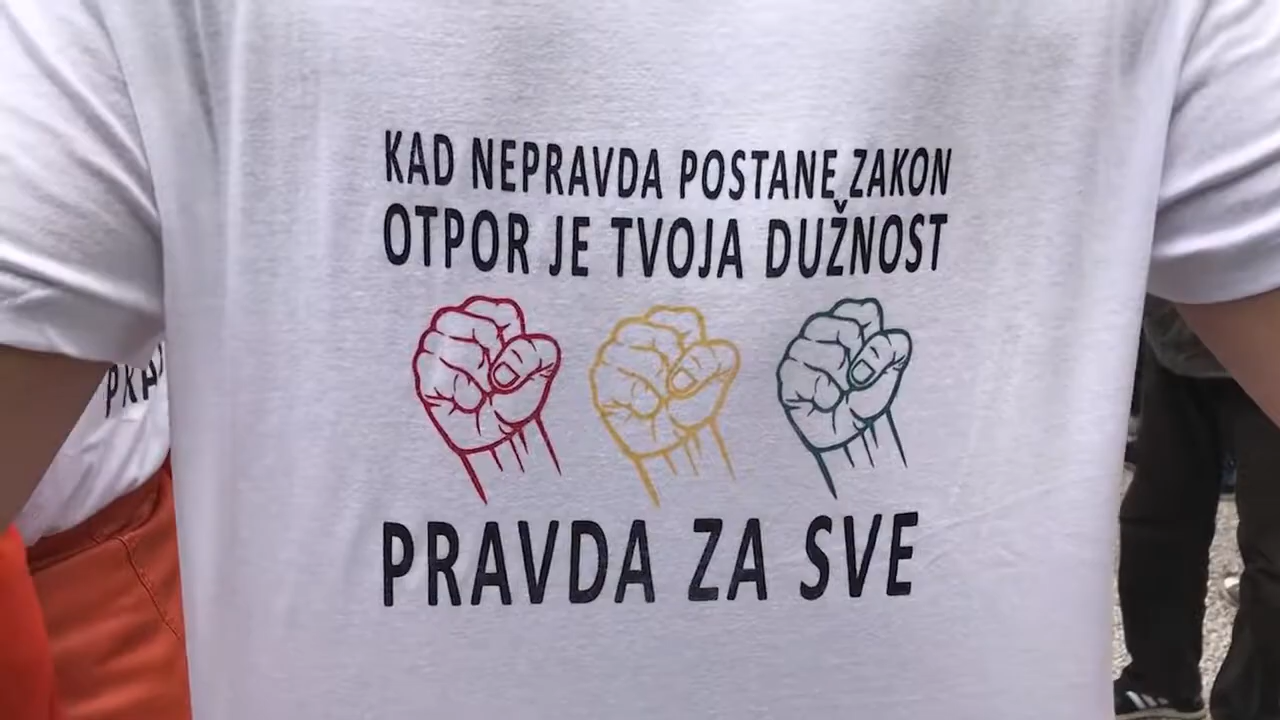 KAD NEPRAVDA POSTANE ZAKON
OTPOR JE TVOJA DUŽNOST
PRAVDA ZA SVE